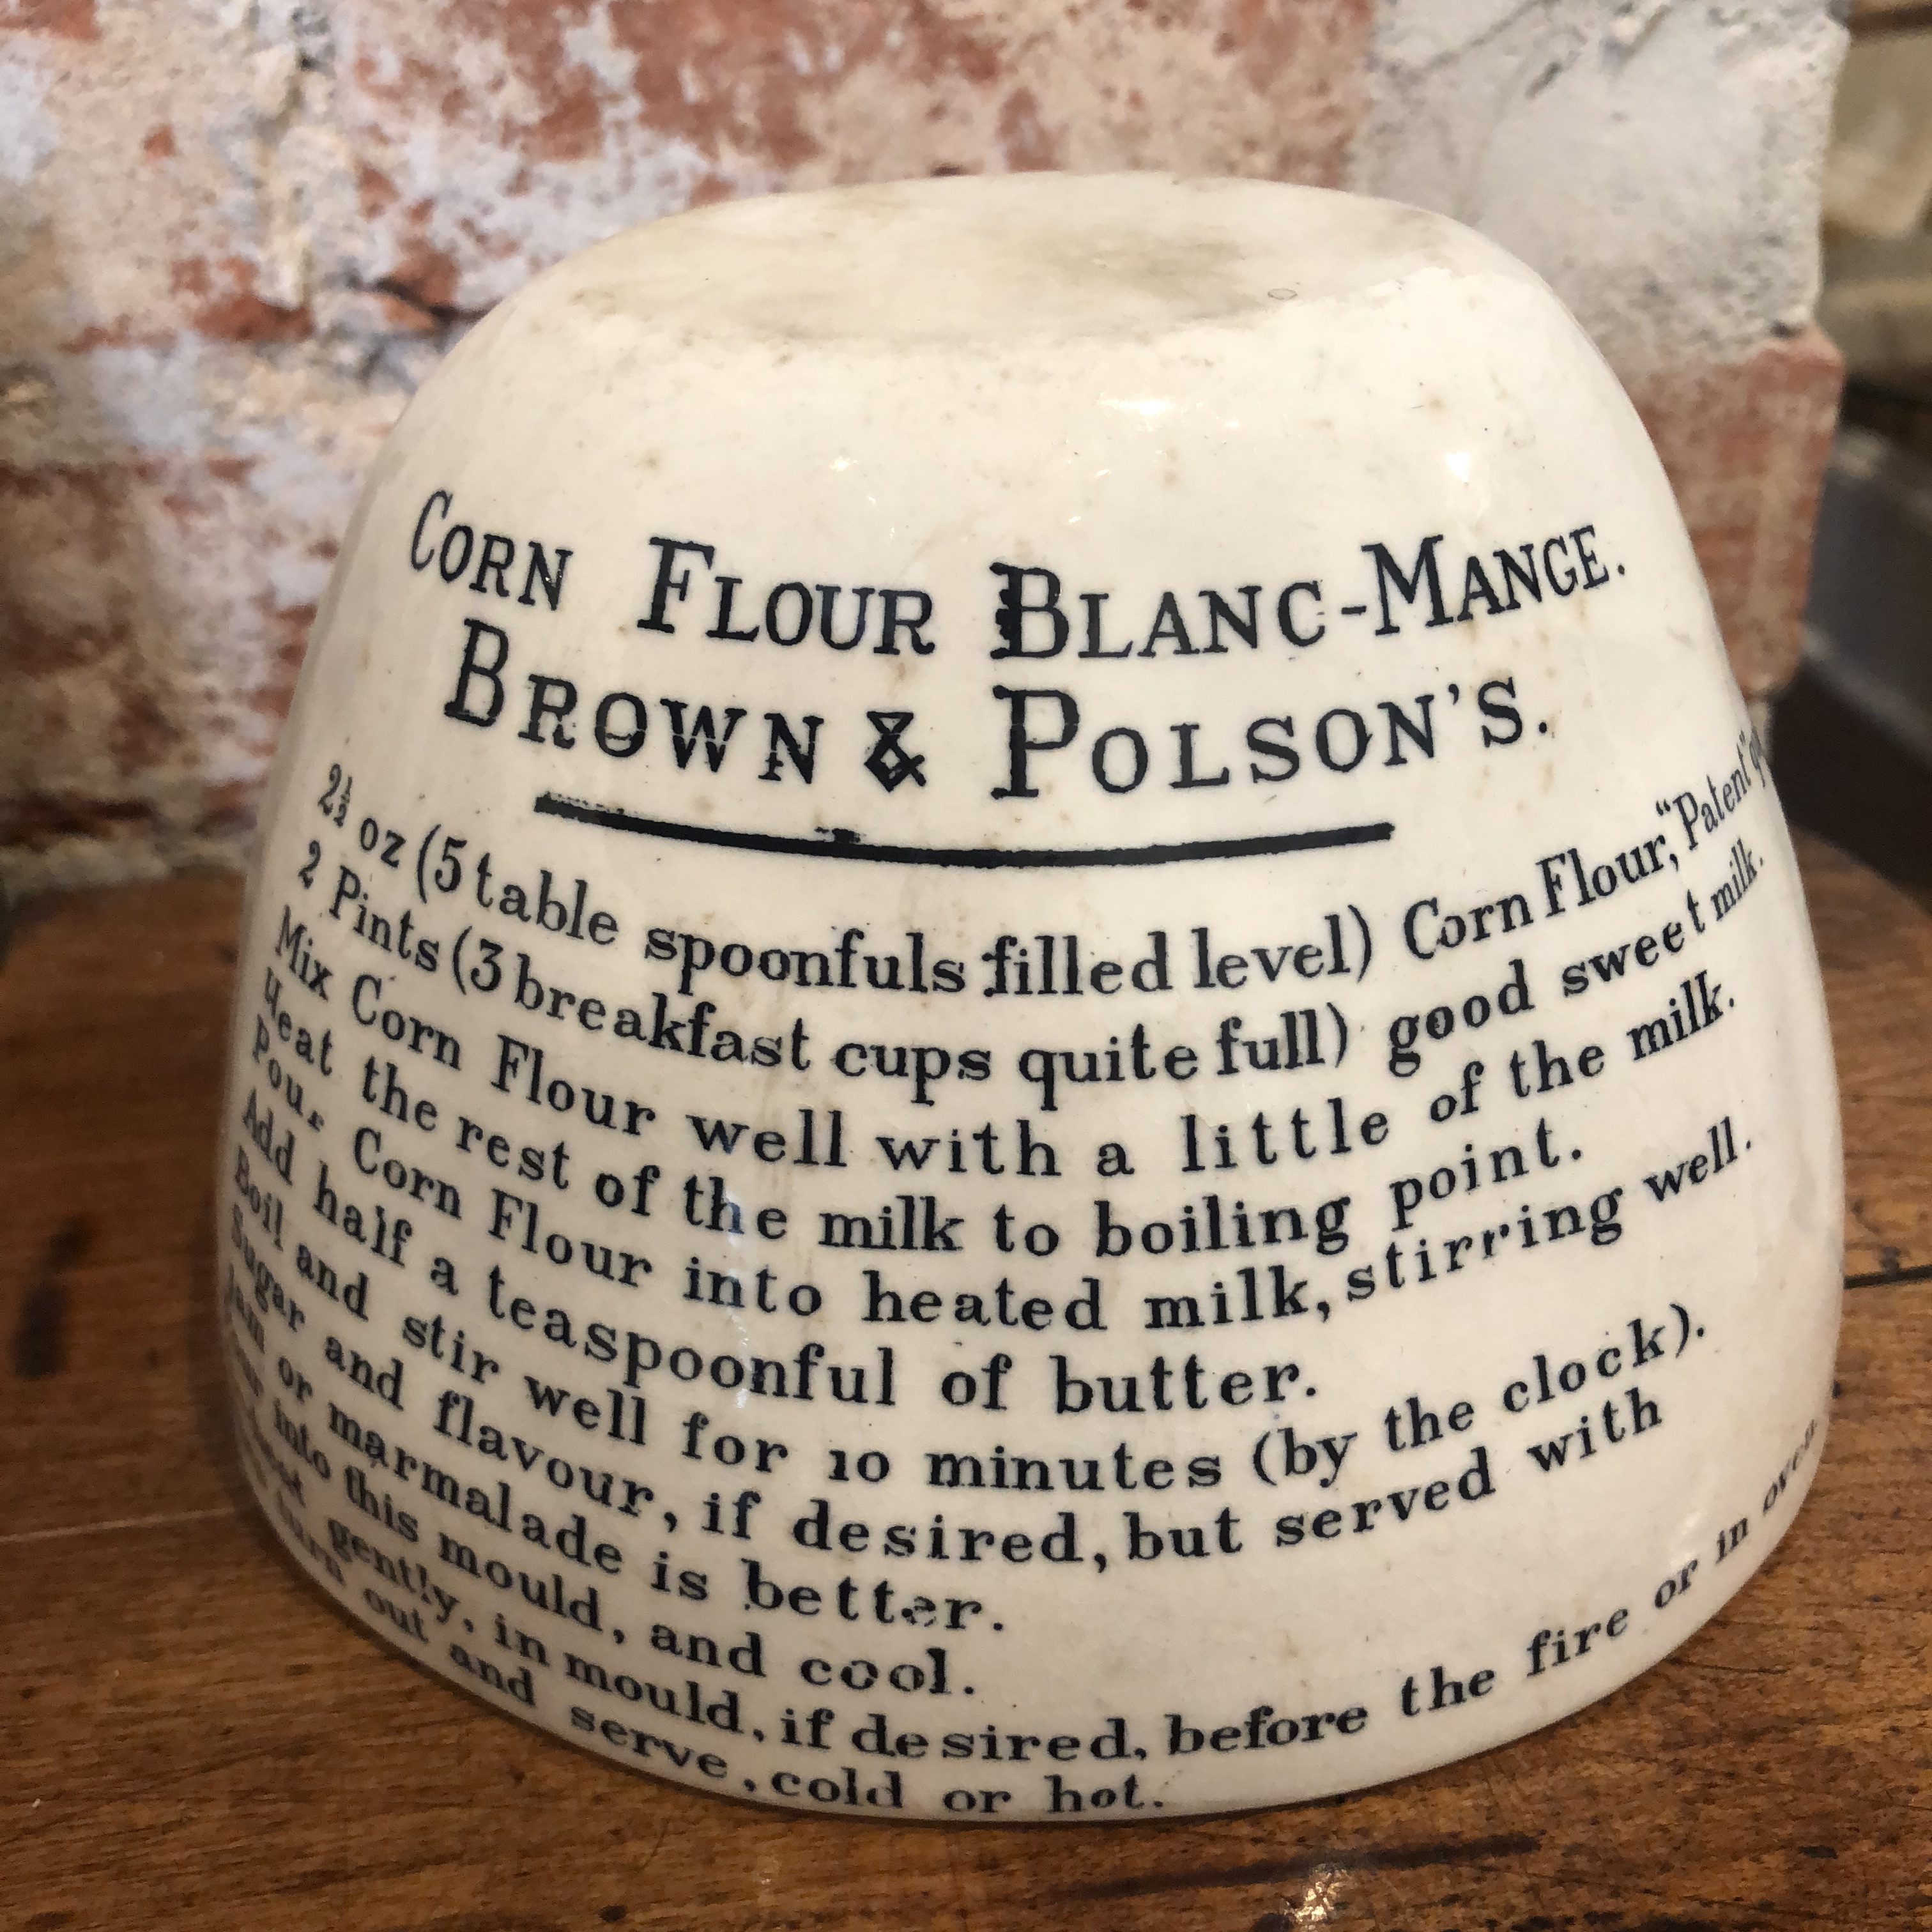 CORN FLOUR BLANC-MANGE.
BROWN & POLSON'S.
2½ oz (5 table spoonfuls filled level) Corn Flour, "Patent"
2 Pints (3 breakfast cups quite full) good sweet milk.
Mix Corn Flour well with a little of the milk.
Heat the rest of the milk to boiling point.
Pour Corn Flour into heated milk, stirring well.
Add half a teaspoonful of butter.
Boil and stir well for 10 minutes (by the clock).
Sugar and flavour, if desired, but served with
Jam or marmalade is better.
into this mould, and cool.
gently, in mould, if desired, before the fire or in oven.
Turn out and serve, cold or hot.